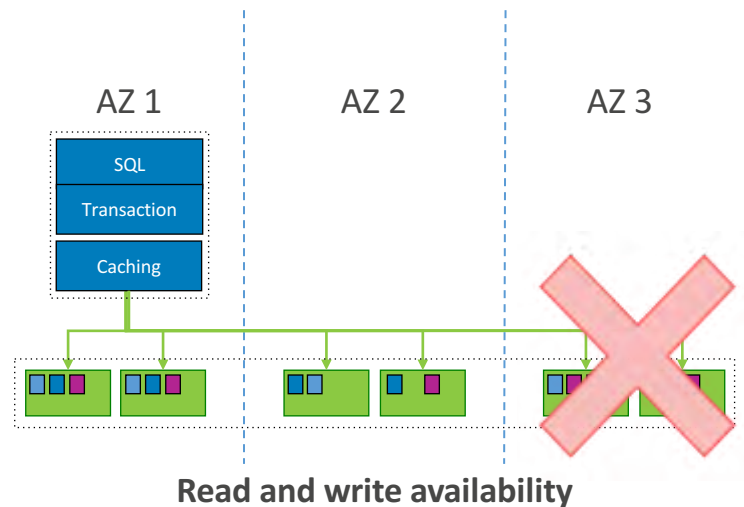 AZ 1
AZ 2
AZ 3
SQL
Transaction
Caching
Read and write availability